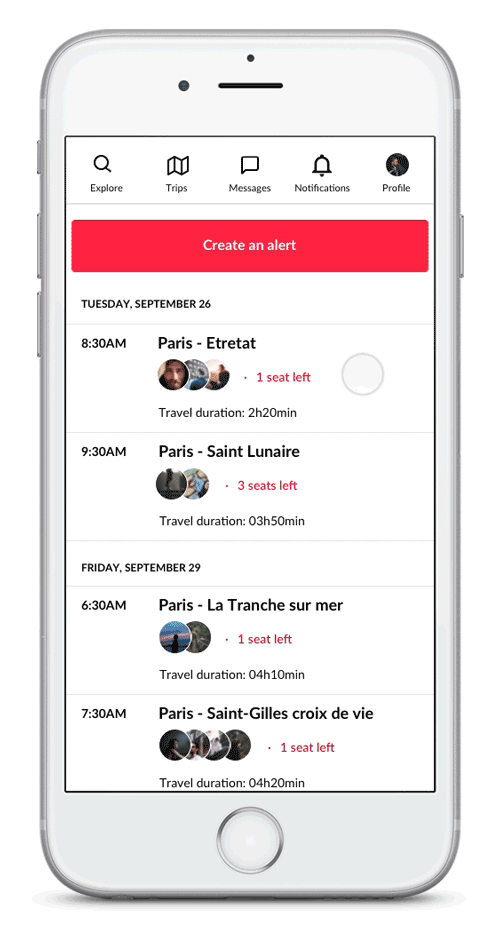 Explore Trips Messages Notifications Profile
Create an alert
TUESDAY, SEPTEMBER 26
8:30AM Paris - Etretat
· 1 seat left
Travel duration: 2h20min
9:30AM Paris - Saint Lunaire
· 3 seats left
Travel duration: 03h50min
FRIDAY, SEPTEMBER 29
6:30AM Paris - La Tranche sur mer
· 1 seat left
Travel duration: 04h10min
7:30AM Paris - Saint-Gilles croix de vie
· 1 seat left
Travel duration: 04h20min